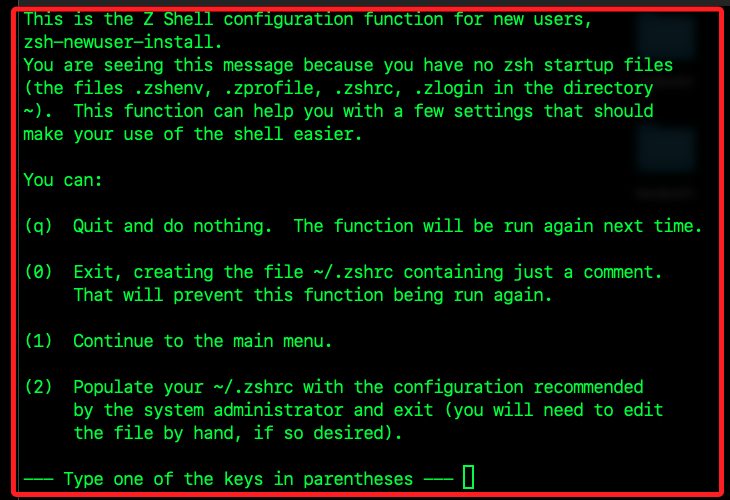 This is the Z Shell configuration function for new users,
zsh-newuser-install.
You are seeing this message because you have no zsh startup files
(the files .zshenv, .zprofile, .zshrc, .zlogin in the directory
~).  This function can help you with a few settings that should
make your use of the shell easier.
You can:
(q)  Quit and do nothing.  The function will be run again next time.
(0)  Exit, creating the file ~/.zshrc containing just a comment.
That will prevent this function being run again.
(1)  Continue to the main menu.
(2)  Populate your ~/.zshrc with the configuration recommended
by the system administrator and exit (you will need to edit
the file by hand, if so desired).
--- Type one of the keys in parentheses ---